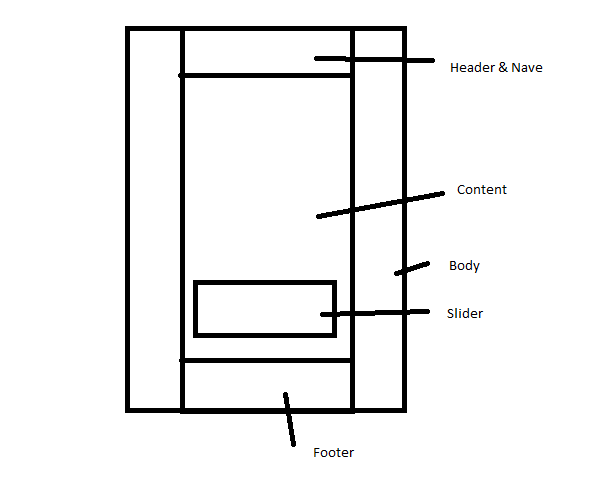 Header & Nave
Content
Body
Slider
Footer